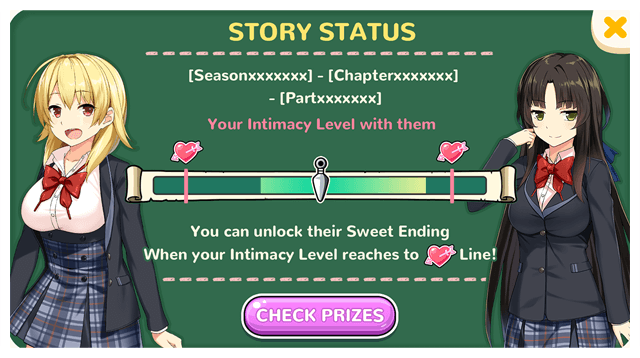 STORY STATUS
[Seasonxxxxxxx] - [Chapterxxxxxxx]
- [Partxxxxxxx]
Your Intimacy Level with them
You can unlock their Sweet Ending
When your Intimacy Level reaches to Line!
CHECK PRIZES